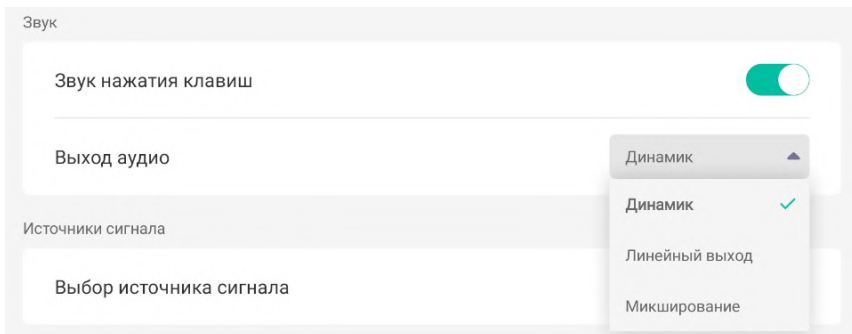 Звук
Звук нажатия клавиш
Выход аудио
Динамик
Динамик
Линейный выход
Микширование
Источники сигнала
Выбор источника сигнала